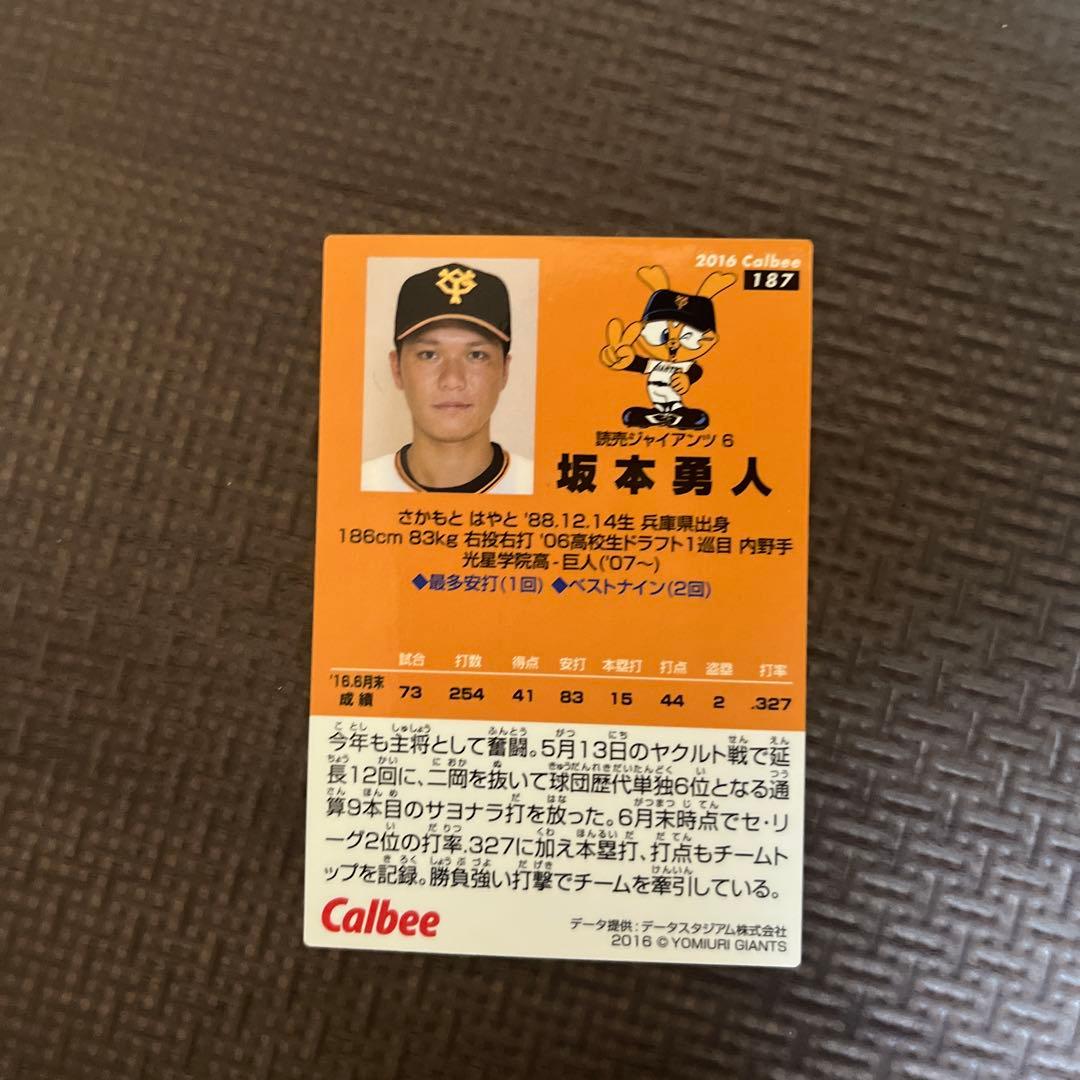 2016 Calbee
187
読売ジャイアンツ 6
坂本勇人
さかもと はやと '88.12.14生 兵庫県出身
186cm 83kg 右投右打 '06高校生ドラフト1巡目 内野手
光星学院高-巨人('07〜)
◆最多安打(1回) ◆ベストナイン(2回)
試合 打数 得点 安打 本塁打 打点 盗塁 打率
'16.6月末成績 73 254 41 83 15 44 2 .327
今年も主将として奮闘。5月13日のヤクルト戦で延
長12回に、二岡を抜いて球団歴代単独6位となる通
算9本目のサヨナラ打を放った。6月末時点でセ・リ
ーグ2位の打率.327に加え本塁打、打点もチームト
ップを記録。勝負強い打撃でチームを牽引している。
Calbee
データ提供:データスタジアム株式会社
2016 © YOMIURI GIANTS